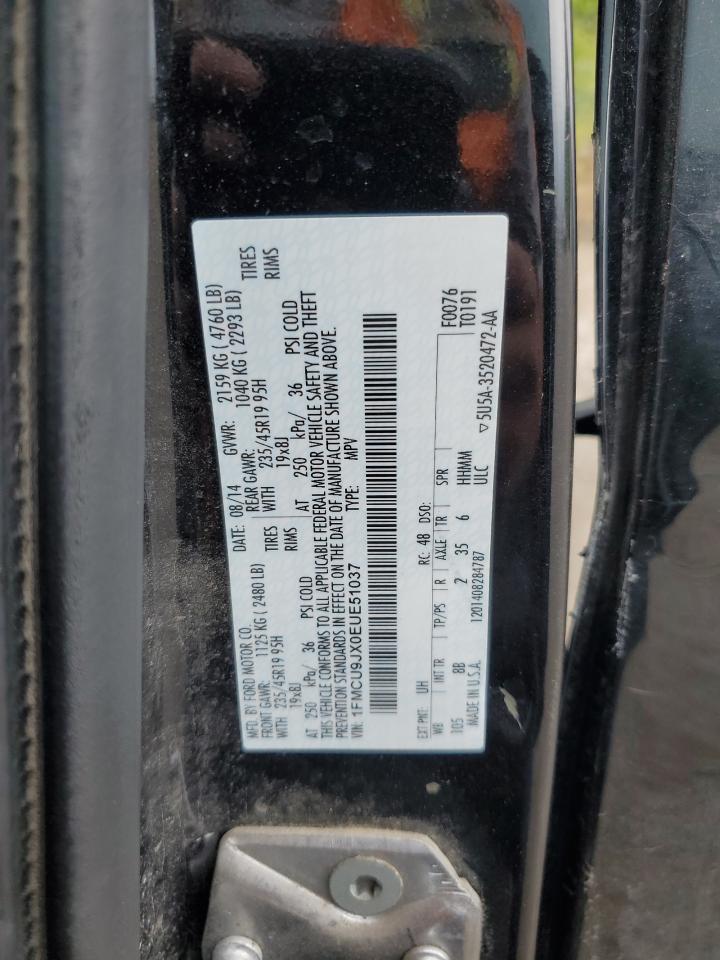 MFD. BY FORD MOTOR CO. DATE: 08/14 GVWR: 2159 KG ( 4760 LB)
FRONT GAWR: 1125 KG ( 2480 LB) REAR GAWR: 1040 KG ( 2293 LB)
WITH 235/45R19 95H TIRES WITH 235/45R19 95H TIRES
19x8J RIMS 19x8J RIMS
AT 250 kPa/ 36 PSI COLD AT 250 kPa/ 36 PSI COLD
THIS VEHICLE CONFORMS TO ALL APPLICABLE FEDERAL MOTOR VEHICLE SAFETY AND THEFT
PREVENTION STANDARDS IN EFFECT ON THE DATE OF MANUFACTURE SHOWN ABOVE.
VIN: 1FMCU9JX0EUE51037 TYPE: MPV
EXT PNT: UH RC: 48 DSO: F0076
WB INT TR TP/PS R AXLE TR SPR T0191
105 8B 2 35 6 HHMM ▽5U5A-3520472-AA
MADE IN U.S.A. 1201408284787 ULC